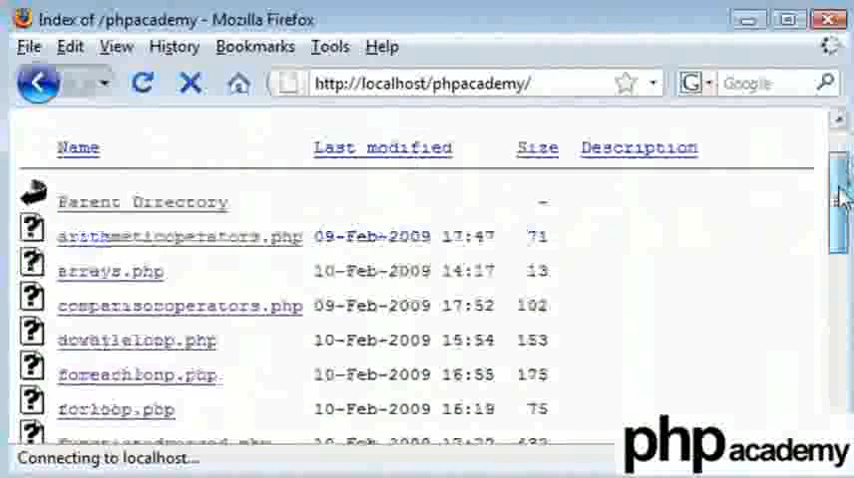 Index of /phpacademy - Mozilla Firefox
File Edit View History Bookmarks Tools Help
http://localhost/phpacademy/ G Google
Name Last modified Size Description
Parent Directory -
arithmeticoperators.php 09-Feb-2009 17:47 71
arrays.php 10-Feb-2009 14:17 13
comparisonoperators.php 09-Feb-2009 17:52 102
dowhileloop.php 10-Feb-2009 15:54 153
foreachloop.php 10-Feb-2009 16:55 175
forloop.php 10-Feb-2009 16:19 75
Connecting to localhost...
php academy